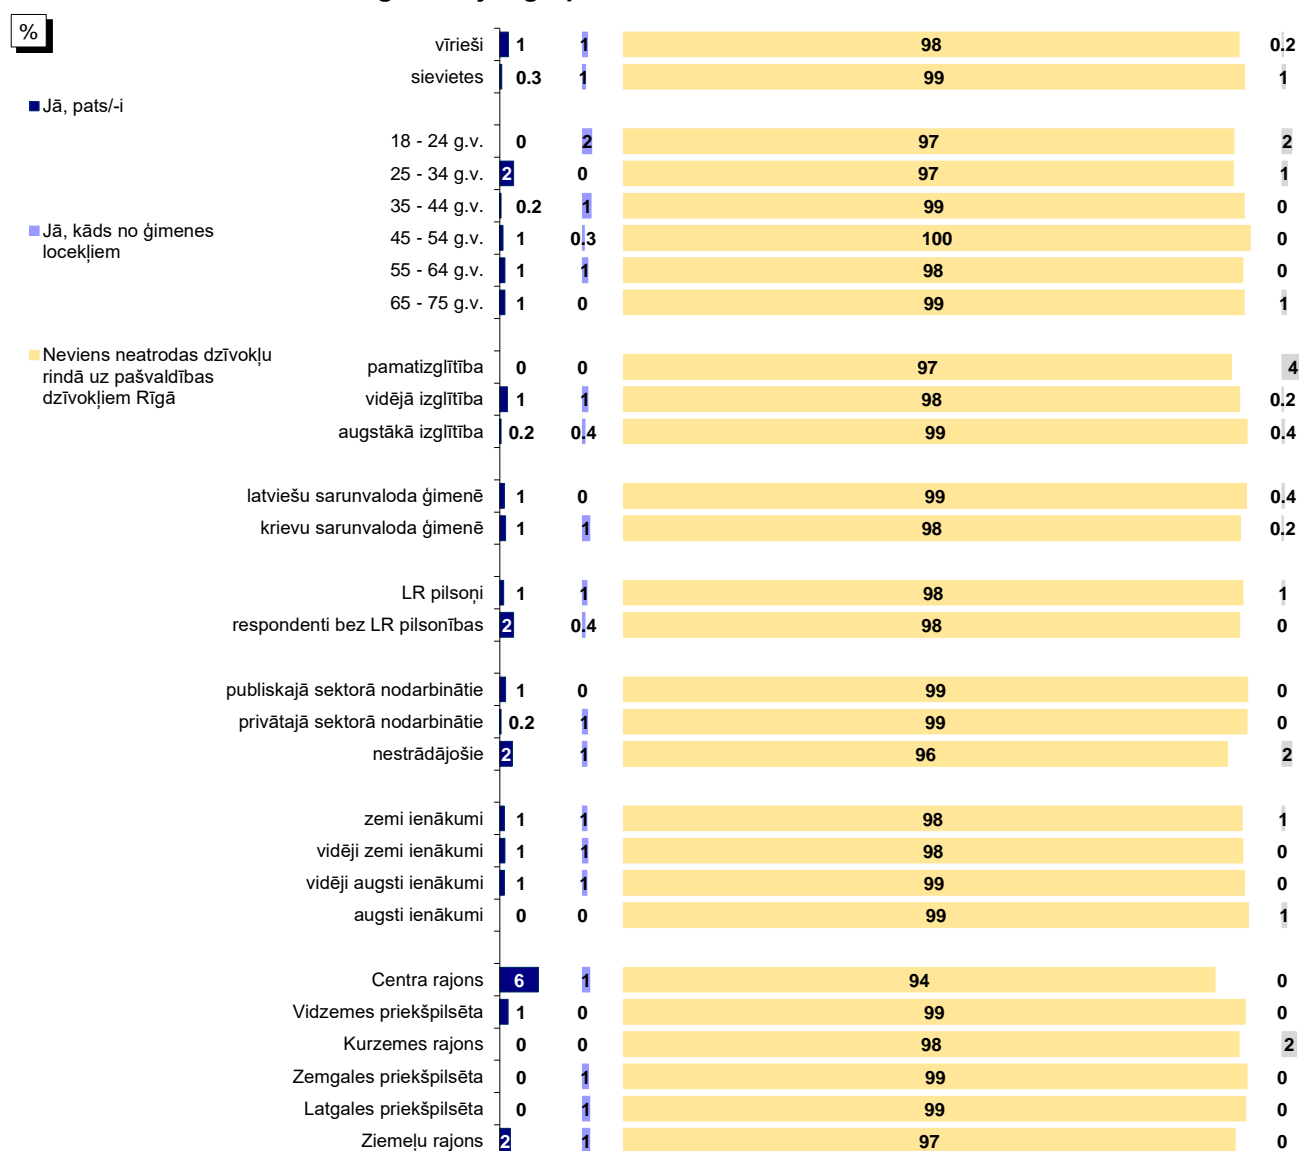 %
vīrieši 1 1 98 0.2
sievietes 0.3 1 99 1
Jā, pats/-i
18 - 24 g.v. 0 2 97 2
25 - 34 g.v. 2 0 97 1
35 - 44 g.v. 0.2 1 99 0
Jā, kāds no ģimenes
locekļiem
45 - 54 g.v. 1 0.3 100 0
55 - 64 g.v. 1 1 98 0
65 - 75 g.v. 1 0 99 1
Neviens neatrodas dzīvokļu
rindā uz pašvaldības
dzīvokļiem Rīgā
pamatizglītība 0 0 97 4
vidējā izglītība 1 1 98 0.2
augstākā izglītība 0.2 0.4 99 0.4
latviešu sarunvaloda ģimenē 1 0 99 0.4
krievu sarunvaloda ģimenē 1 1 98 0.2
LR pilsoņi 1 1 98 1
respondenti bez LR pilsonības 2 0.4 98 0
publiskajā sektorā nodarbinātie 1 0 99 0
privātajā sektorā nodarbinātie 0.2 1 99 0
nestrādājošie 2 1 96 2
zemi ienākumi 1 1 98 1
vidēji zemi ienākumi 1 1 98 0
vidēji augsti ienākumi 1 1 99 0
augsti ienākumi 0 0 99 1
Centra rajons 6 1 94 0
Vidzemes priekšpilsēta 1 0 99 0
Kurzemes rajons 0 0 98 2
Zemgales priekšpilsēta 0 1 99 0
Latgales priekšpilsēta 0 1 99 0
Ziemeļu rajons 2 1 97 0